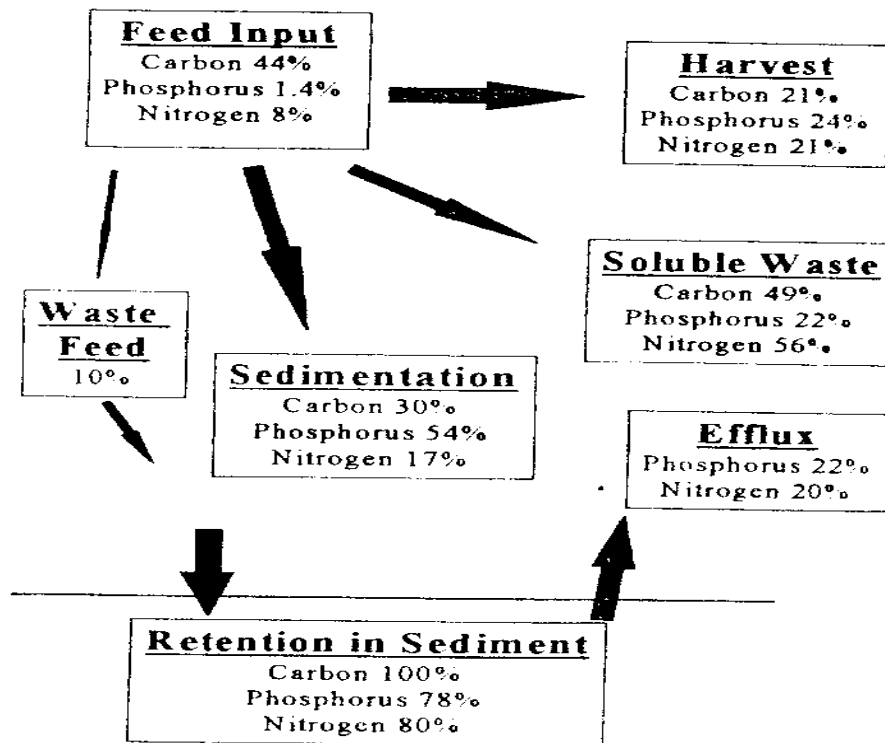 Feed Input
Carbon 44%
Phosphorus 1.4%
Nitrogen 8%
Harvest
Carbon 21%
Phosphorus 24%
Nitrogen 21%
Soluble Waste
Carbon 49%
Phosphorus 22%
Nitrogen 56%
Waste
Feed
10%
Sedimentation
Carbon 30%
Phosphorus 54%
Nitrogen 17%
Efflux
Phosphorus 22%
Nitrogen 20%
Retention in Sediment
Carbon 100%
Phosphorus 78%
Nitrogen 80%